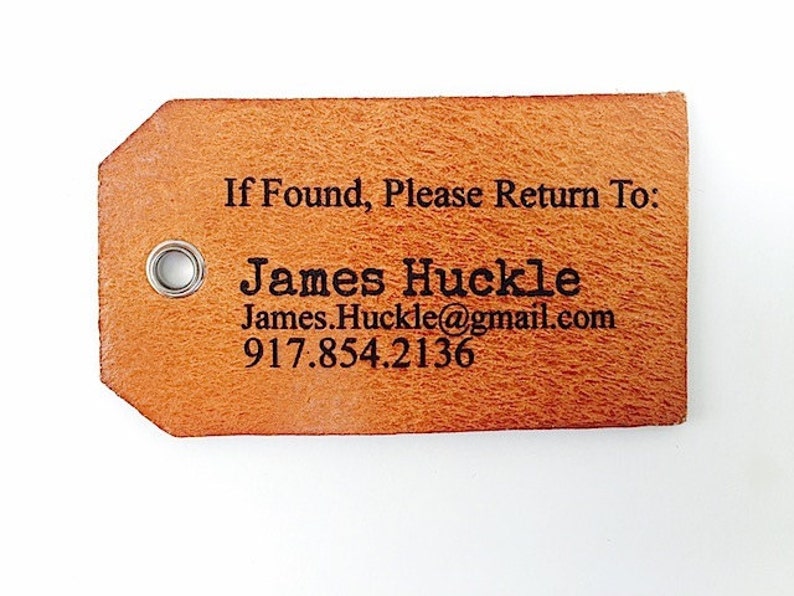 If Found, Please Return To:
James Huckle
James.Huckle@gmail.com
917.854.2136